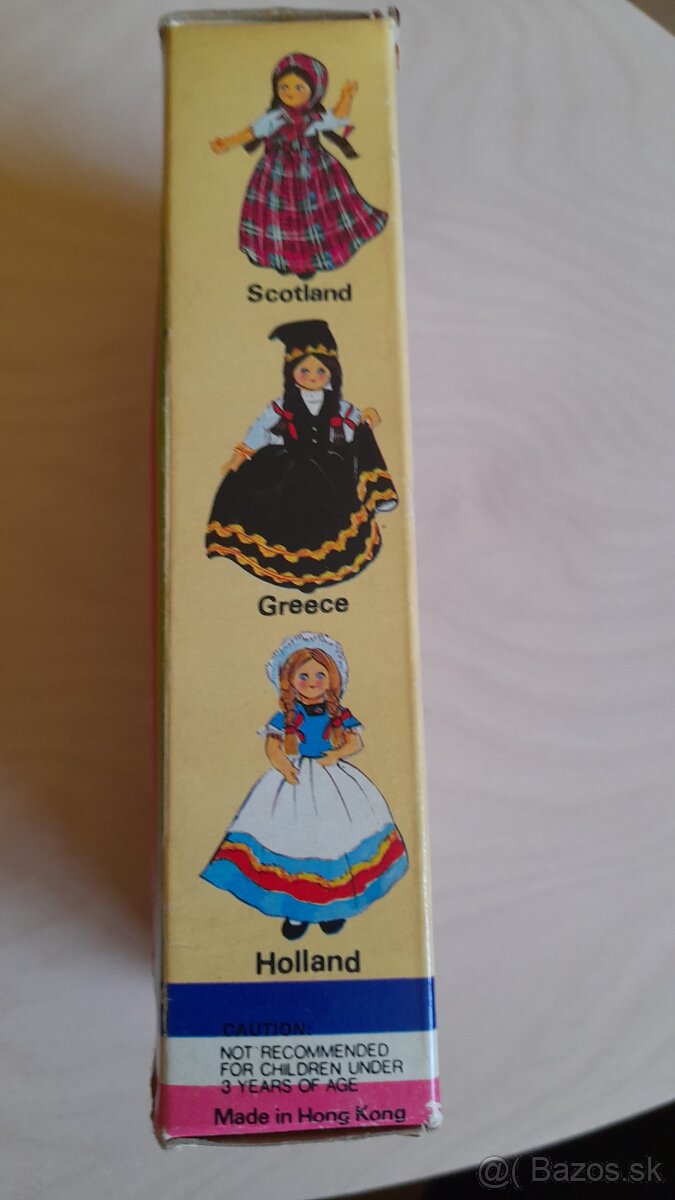 Scotland
Greece
Holland
CAUTION:
NOT RECOMMENDED
FOR CHILDREN UNDER
3 YEARS OF AGE
Made in Hong Kong
@( Bazos.sk